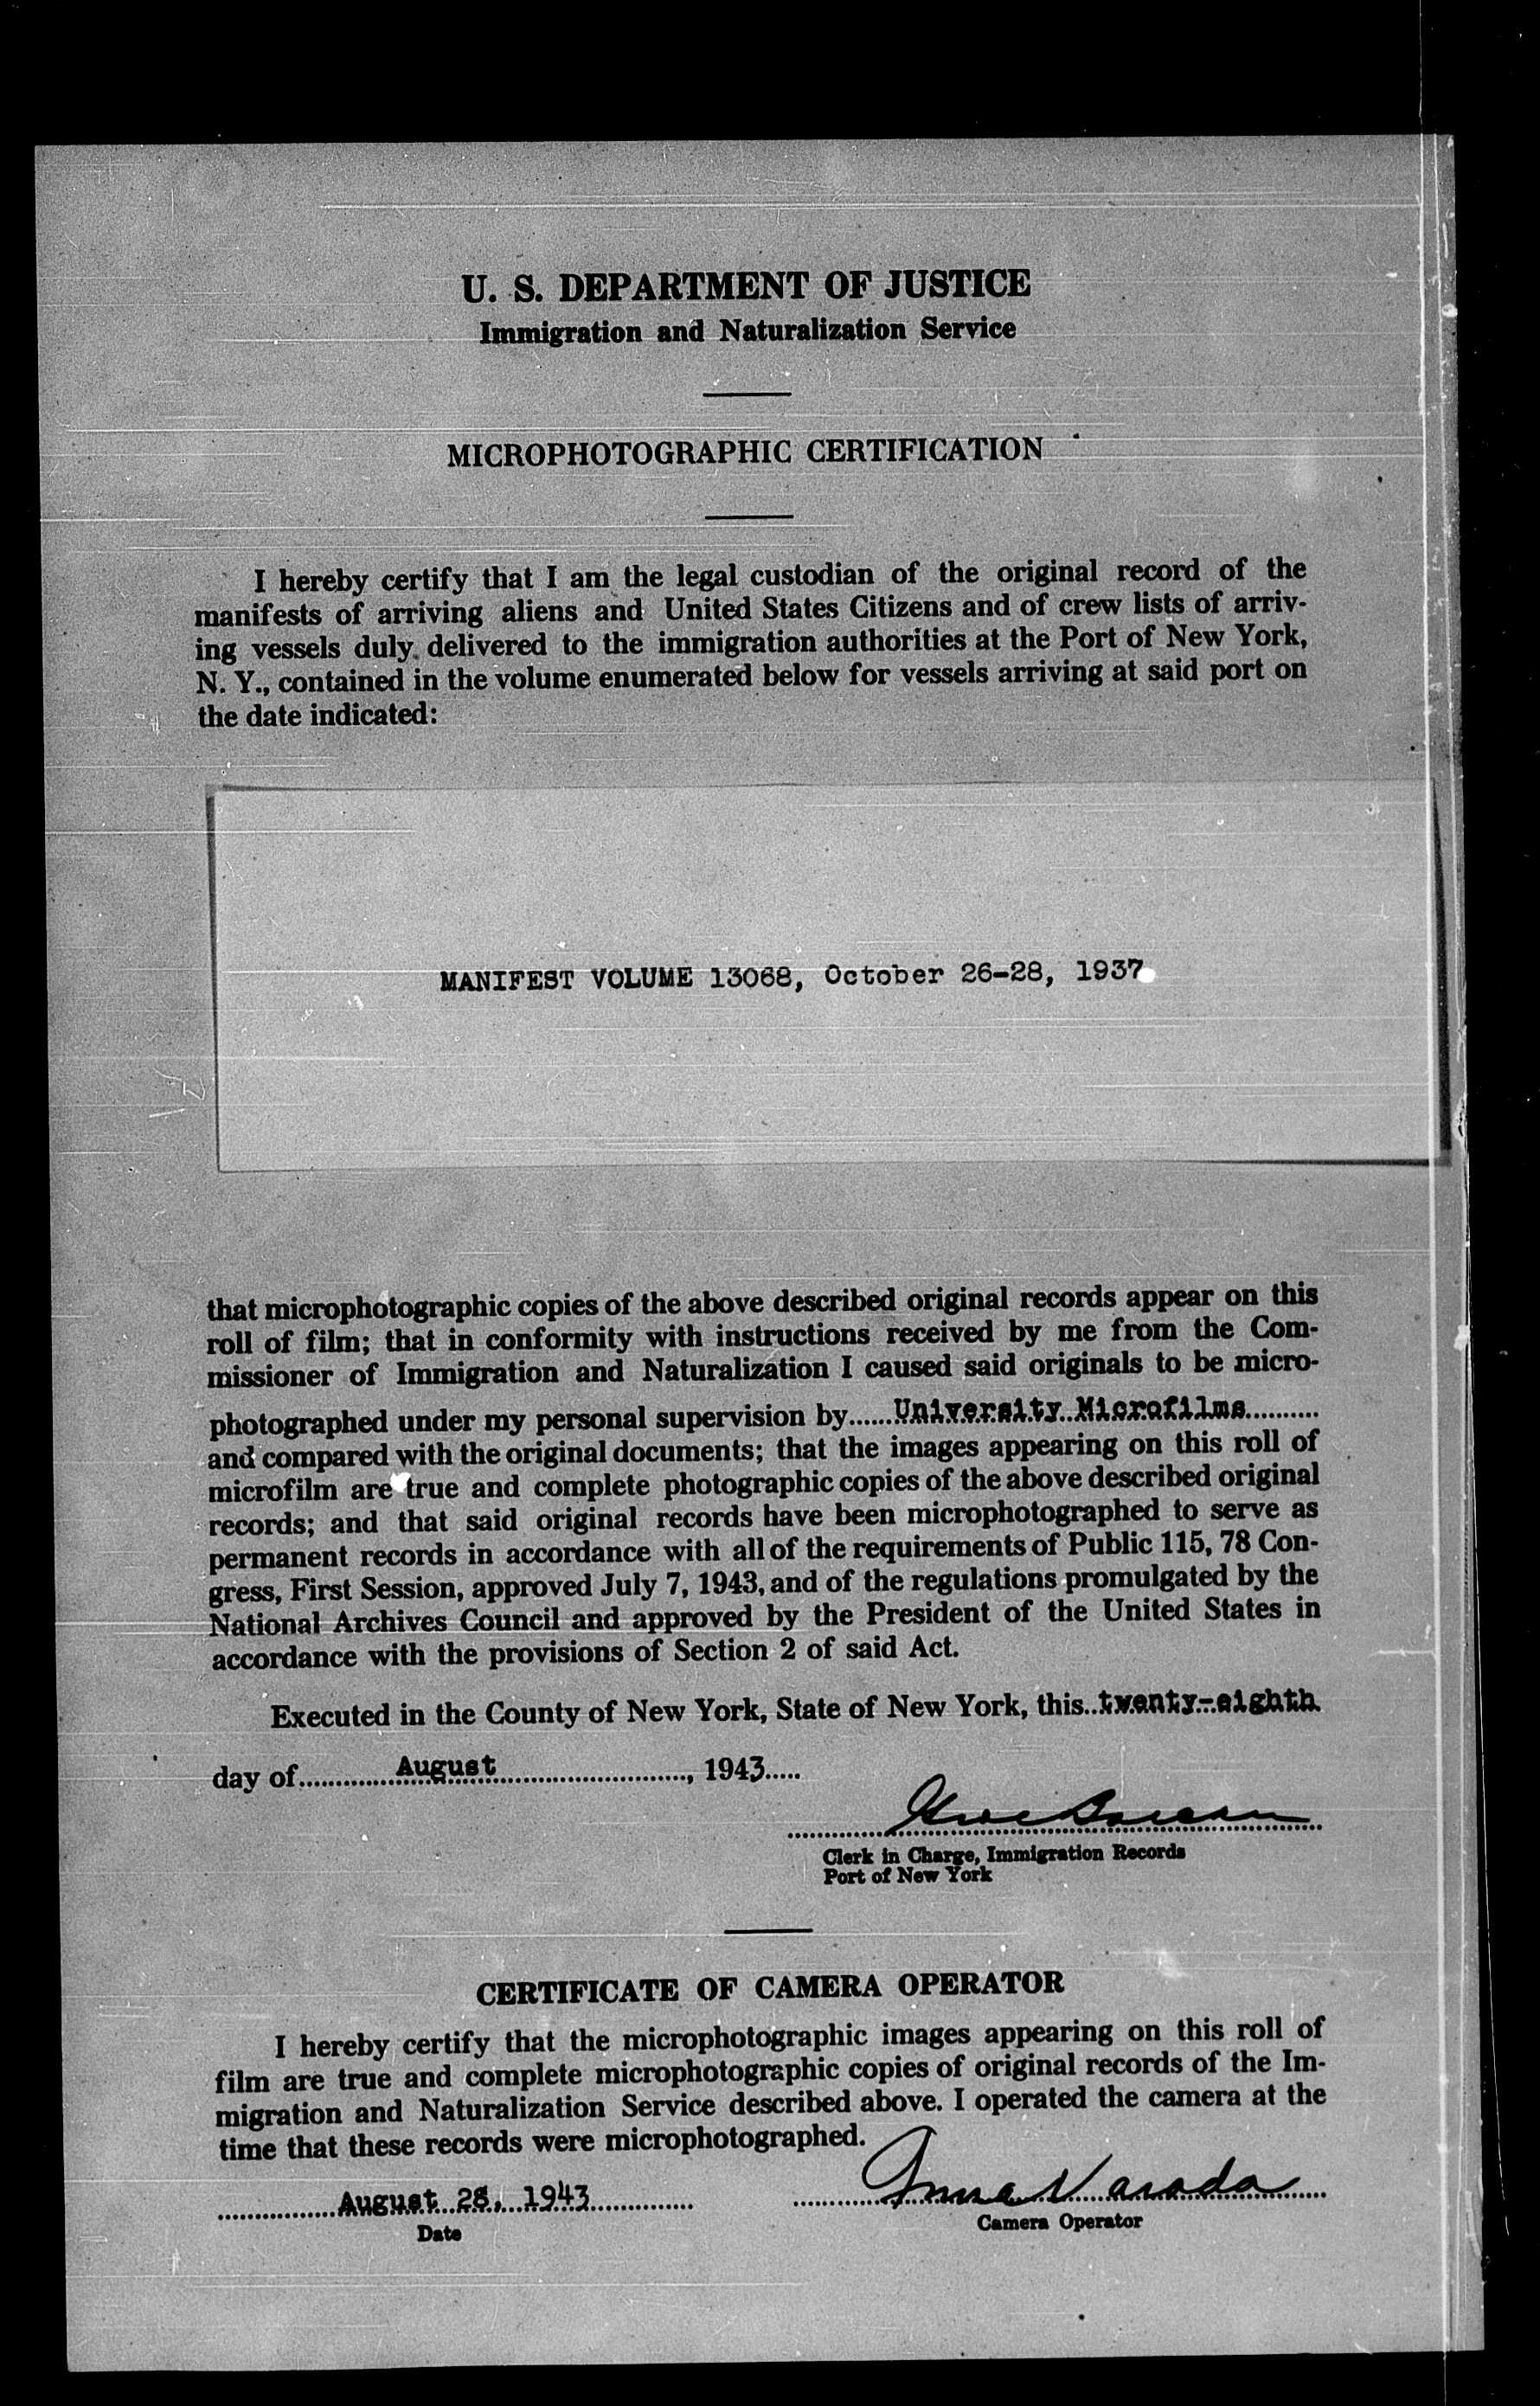 U. S. DEPARTMENT OF JUSTICE
Immigration and Naturalization Service
MICROPHOTOGRAPHIC CERTIFICATION
I hereby certify that I am the legal custodian of the original record of the
manifests of arriving aliens and United States Citizens and of crew lists of arriv-
ing vessels duly delivered to the immigration authorities at the Port of New York,
N. Y., contained in the volume enumerated below for vessels arriving at said port on
the date indicated:
MANIFEST VOLUME 13068, October 26-28, 1937
that microphotographic copies of the above described original records appear on this
roll of film; that in conformity with instructions received by me from the Com-
missioner of Immigration and Naturalization I caused said originals to be micro-
photographed under my personal supervision by......University Microfilms..........
and compared with the original documents; that the images appearing on this roll of
microfilm are true and complete photographic copies of the above described original
records; and that said original records have been microphotographed to serve as
permanent records in accordance with all of the requirements of Public 115, 78 Con-
gress, First Session, approved July 7, 1943, and of the regulations promulgated by the
National Archives Council and approved by the President of the United States in
accordance with the provisions of Section 2 of said Act.
Executed in the County of New York, State of New York, this..twenty-eighth
day of..............August............................, 1943.....
Clerk in Charge, Immigration Records
Port of New York
CERTIFICATE OF CAMERA OPERATOR
I hereby certify that the microphotographic images appearing on this roll of
film are true and complete microphotographic copies of original records of the Im-
migration and Naturalization Service described above. I operated the camera at the
time that these records were microphotographed.
August 28, 1943
Anna Varada
Date
Camera Operator